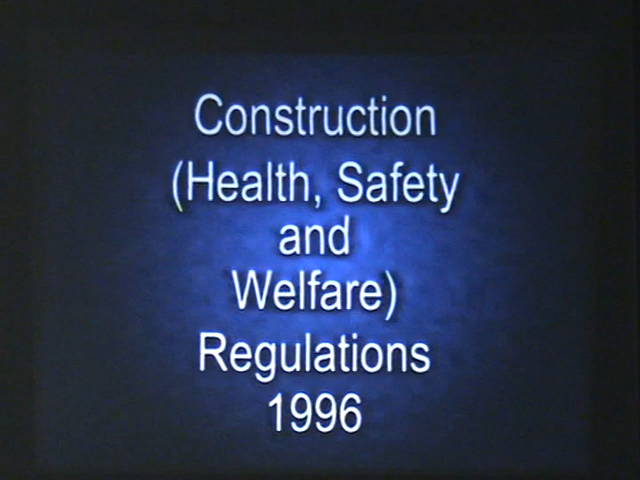 Construction
(Health, Safety
and
Welfare)
Regulations
1996